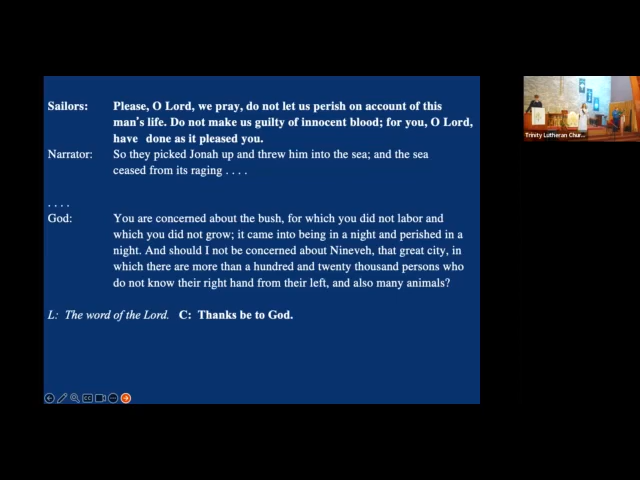 Sailors: Please, O Lord, we pray, do not let us perish on account of this
man's life. Do not make us guilty of innocent blood; for you, O Lord,
have done as it pleased you.
Narrator: So they picked Jonah up and threw him into the sea; and the sea
ceased from its raging . . . .
. . . .
God: You are concerned about the bush, for which you did not labor and
which you did not grow; it came into being in a night and perished in a
night. And should I not be concerned about Nineveh, that great city, in
which there are more than a hundred and twenty thousand persons who
do not know their right hand from their left, and also many animals?
L: The word of the Lord. C: Thanks be to God.
Trinity Lutheran Chur...